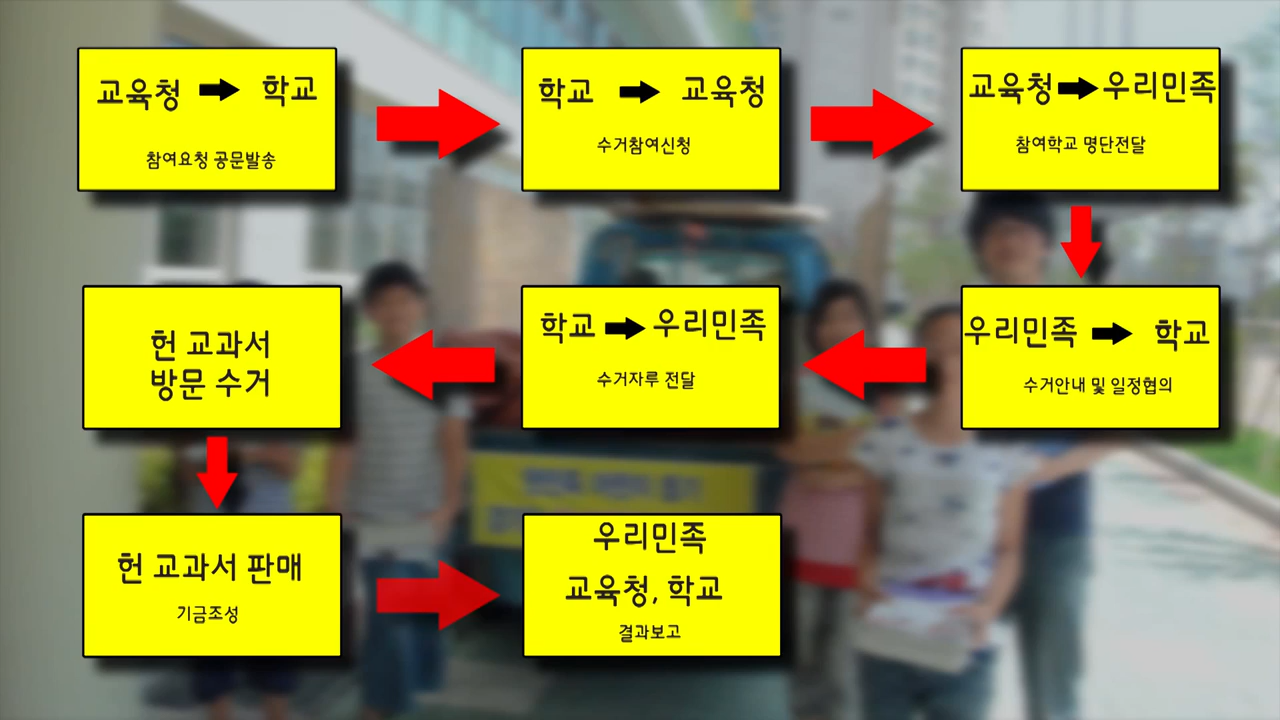 교육청 ➡ 학교
참여요청 공문발송
학교 ➡ 교육청
수거참여신청
교육청➡우리민족
참여학교 명단전달
우리민족 ➡ 학교
수거안내 및 일정협의
학교➡우리민족
수거자루 전달
헌 교과서
방문 수거
헌 교과서 판매
기금조성
우리민족
교육청, 학교
결과보고